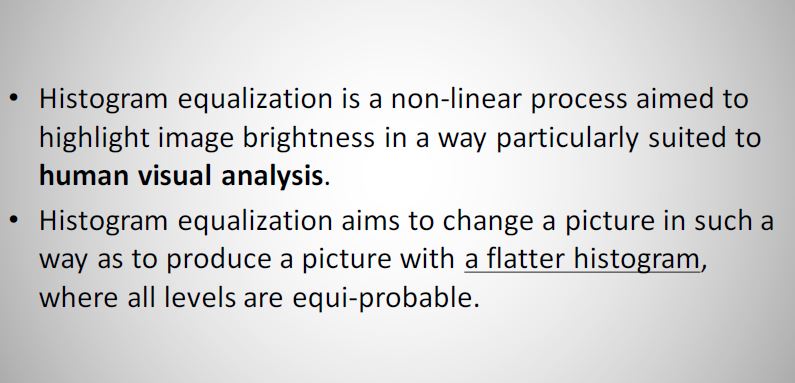 • Histogram equalization is a non-linear process aimed to
highlight image brightness in a way particularly suited to
human visual analysis.
• Histogram equalization aims to change a picture in such a
way as to produce a picture with a flatter histogram,
where all levels are equi-probable.